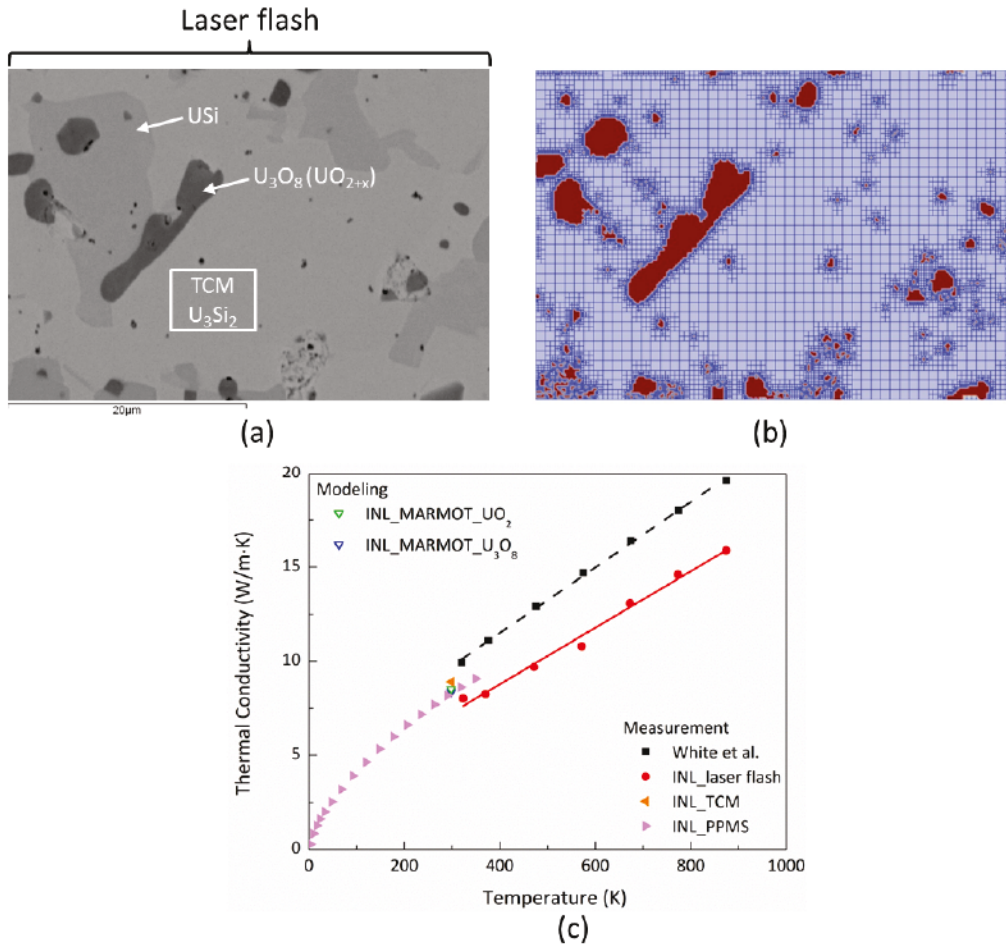 Laser flash
USi
U₃O₈ (UO₂₊ₓ)
TCM
U₃Si₂
20μm
(a)
(b)
20
15
10
5
0
Thermal Conductivity (W/m·K)
Modeling
INL_MARMOT_UO₂
INL_MARMOT_U₃O₈
Measurement
White et al.
INL_laser flash
INL_TCM
INL_PPMS
0
200
400
600
800
1000
Temperature (K)
(c)